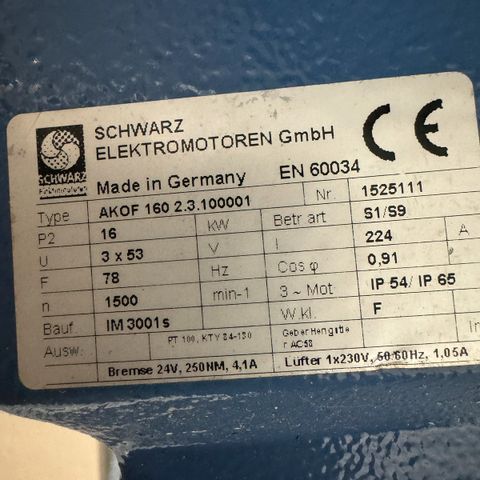 SCHWARZ
ELEKTROMOTOREN GmbH
SCHWARZ
Made in Germany EN 60034
Type AKOF 160 2.3.100001 Nr. 1525111
P2 16 kW Betr art S1/S9
U 3 x 53 V I 224 A
F 78 Hz Cos φ 0,91
n 1500 min-1 3 ~ Mot IP 54/ IP 65
Bauf IM 3001s W.kl. F
Ausw. PT 100, KTY 84-130
Bremse 24V, 250NM, 4,1A Lüfter 1x230V, 50/60Hz, 1,05A